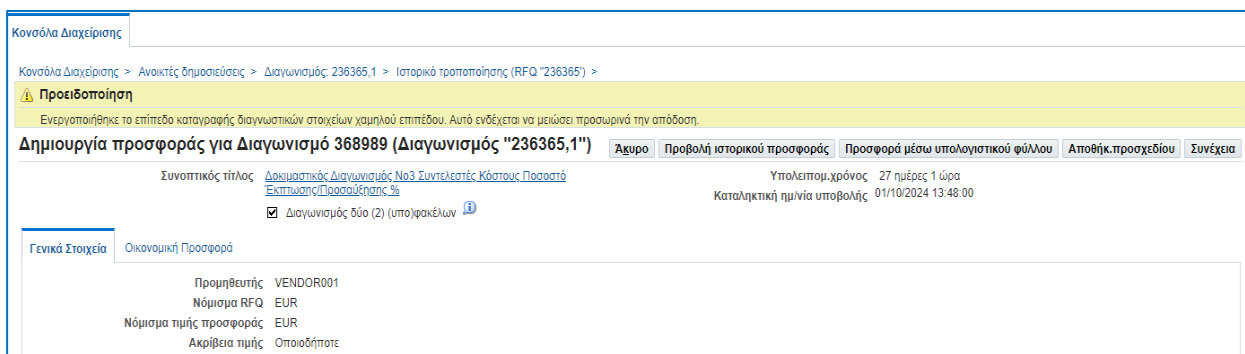 Κονσόλα Διαχείρισης
Κονσόλα Διαχείρισης > Ανοικτές δημοσιεύσεις > Διαγωνισμός: 236365,1 > Ιστορικό τροποποίησης (RFQ "236365") >
Προειδοποίηση
Ενεργοποιήθηκε το επίπεδο καταγραφής διαγνωστικών στοιχείων χαμηλού επιπέδου. Αυτό ενδέχεται να μειώσει προσωρινά την απόδοση.
Δημιουργία προσφοράς για Διαγωνισμό 368989 (Διαγωνισμός "236365,1") Άκυρο Προβολή ιστορικού προσφοράς Προσφορά μέσω υπολογιστικού φύλλου Αποθήκ.προσχεδίου Συνέχεια
Συνοπτικός τίτλος Δοκιμαστικός Διαγωνισμός Νο3 Συντελεστές Κόστους Ποσοστό Υπολειπομ.χρόνος 27 ημέρες 1 ώρα
Έκπτωσης/Προσαύξησης % Καταληκτική ημ/νία υποβολής 01/10/2024 13:48:00
Διαγωνισμός δύο (2) (υπο)φακέλων
Γενικά Στοιχεία Οικονομική Προσφορά
Προμηθευτής VENDOR001
Νόμισμα RFQ EUR
Νόμισμα τιμής προσφοράς EUR
Ακρίβεια τιμής Οποιοδήποτε